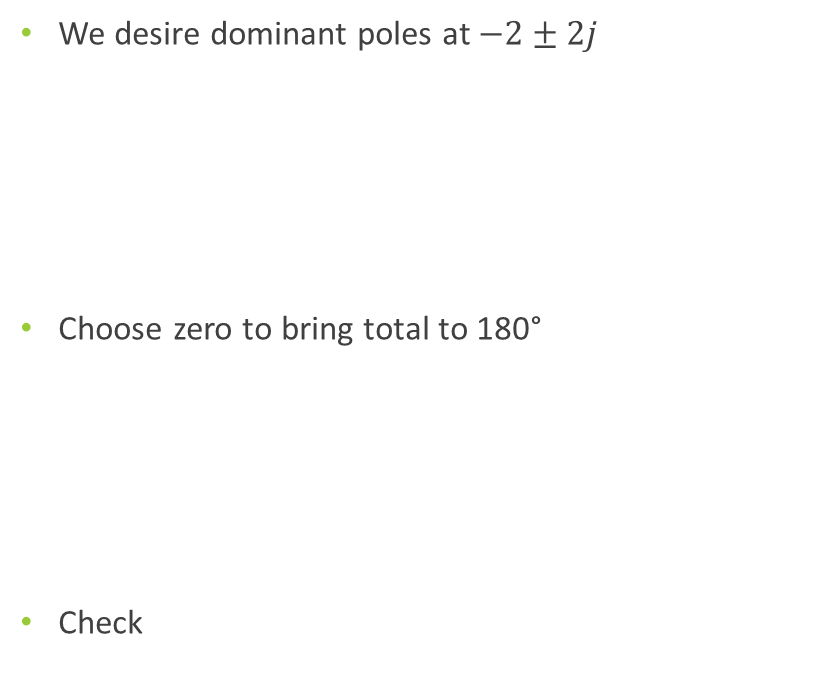 • We desire dominant poles at −2 ± 2𝑗
• Choose zero to bring total to 180°
• Check